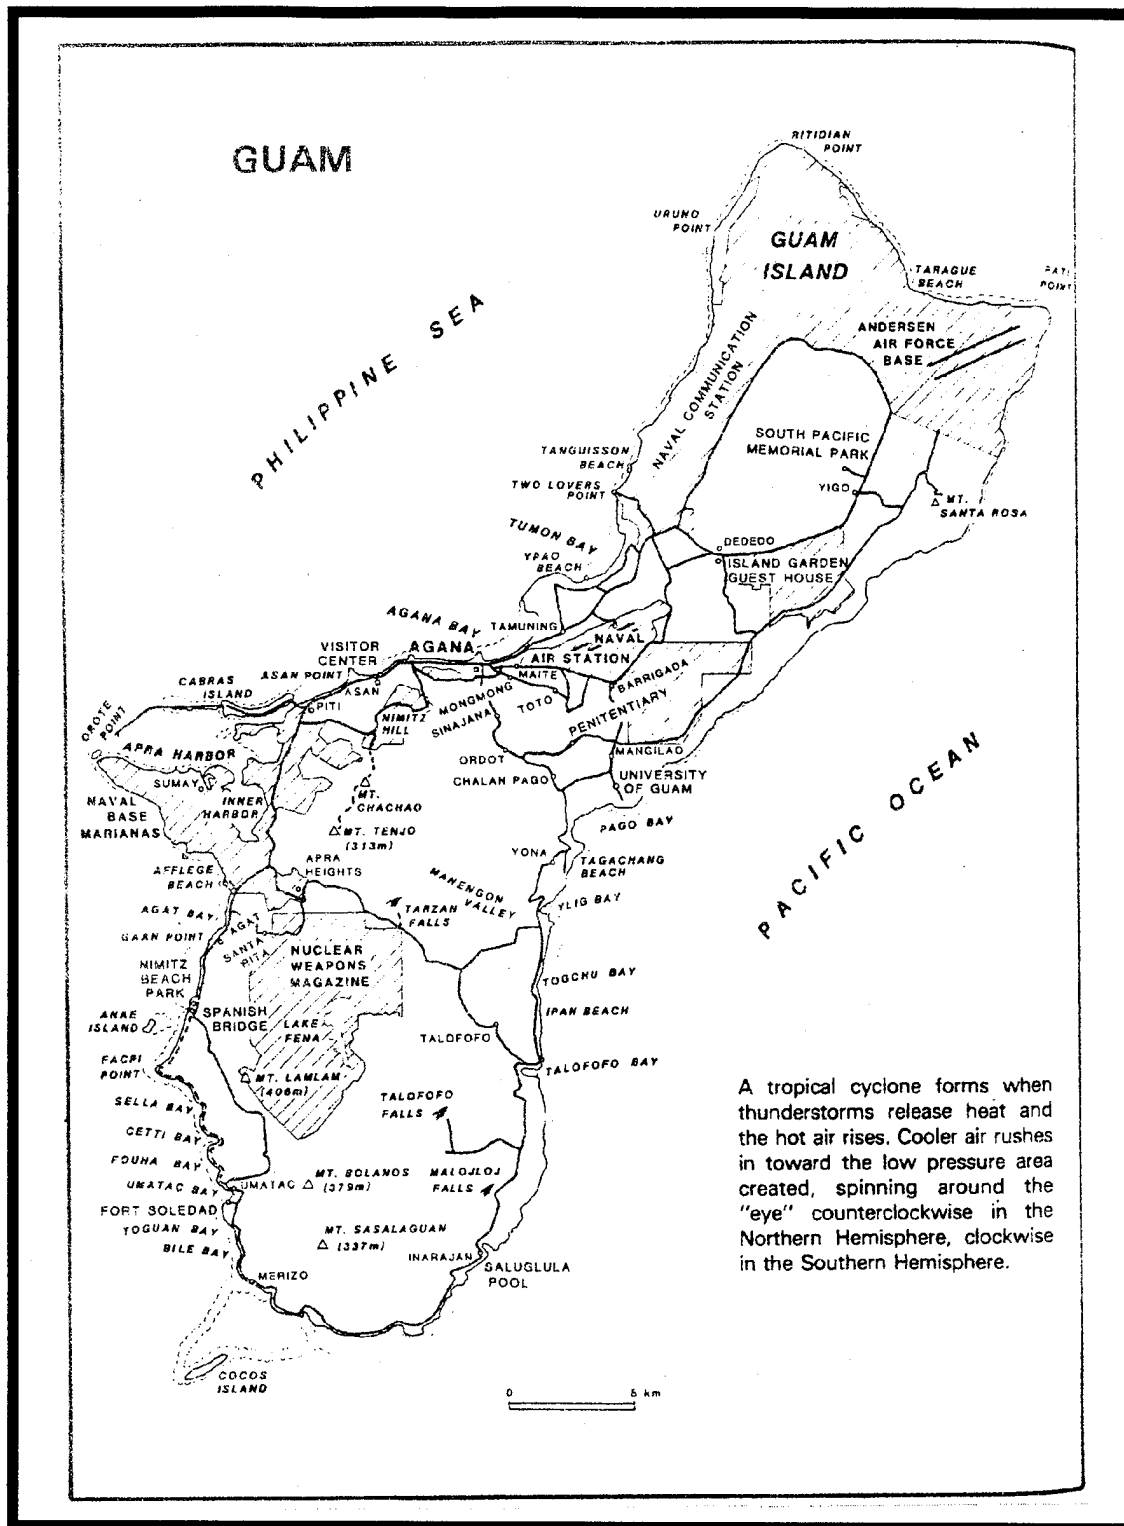 GUAM
RITIDIAN
POINT
URUNO
POINT
GUAM
ISLAND
TARAGUE
BEACH
PATI
POINT
PHILIPPINE SEA
ANDERSEN
AIR FORCE
BASE
NAVAL COMMUNICATION
STATION
SOUTH PACIFIC
MEMORIAL PARK
TANGUISSON
BEACH
TWO LOVERS
POINT
YIGO
MT.
SANTA ROSA
TUMON BAY
YPAO
BEACH
DEDEDO
ISLAND GARDEN
GUEST HOUSE
AGANA BAY
TAMUNING
NAVAL
AIR STATION
VISITOR
CENTER
AGANA
ASAN POINT
ASAN
MAITE
MONGMONG
SINAJANA
TOTO
BARRIGADA
PENITENTIARY
CABRAS
ISLAND
PITI
NIMITZ
HILL
OROTE
POINT
APRA HARBOR
SUMAY
INNER
HARBOR
NAVAL
BASE
MARIANAS
ORDOT
CHALAN PAGO
MANGILAO
UNIVERSITY
OF GUAM
MT.
CHACHAO
MT. TENJO
(313m)
PAGO BAY
PACIFIC OCEAN
YONA
TAGACHANG
BEACH
APRA
HEIGHTS
AFFLEGE
BEACH
MANENGON
VALLEY
TARZAN
FALLS
YLIG BAY
AGAT BAY
AGAT
SANTA
RITA
GAAN POINT
NUCLEAR
WEAPONS
MAGAZINE
NIMITZ
BEACH
PARK
TOGCHU BAY
IPAN BEACH
ANAE
ISLAND
SPANISH
BRIDGE
LAKE
FENA
TALOFOFO
FACPI
POINT
MT. LAMLAM
(406m)
TALOFOFO BAY
SELLA BAY
TALOFOFO
FALLS
CETTI BAY
FOUHA BAY
UMATAC BAY
UMATAC
MT. BOLANOS
(379m)
MALOJLOJ
FALLS
FORT SOLEDAD
TOGUAN BAY
BILE BAY
MT. SASALAGUAN
(337m)
INARAJAN
SALUGLULA
POOL
MERIZO
COCOS
ISLAND
0 5 km
A tropical cyclone forms when
thunderstorms release heat and
the hot air rises. Cooler air rushes
in toward the low pressure area
created, spinning around the
"eye" counterclockwise in the
Northern Hemisphere, clockwise
in the Southern Hemisphere.